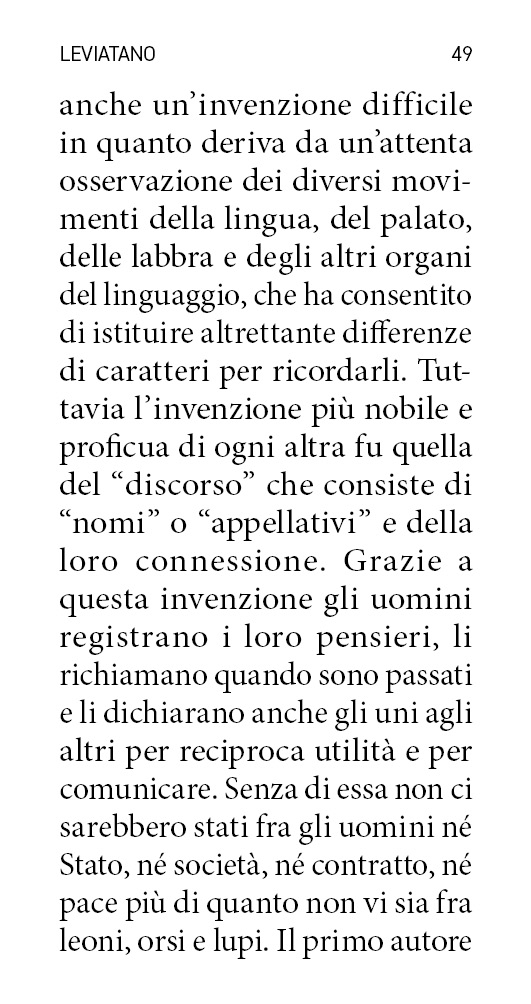 LEVIATANO 49
anche un’invenzione difficile
in quanto deriva da un’attenta
osservazione dei diversi movi-
menti della lingua, del palato,
delle labbra e degli altri organi
del linguaggio, che ha consentito
di istituire altrettante differenze
di caratteri per ricordarli. Tut-
tavia l’invenzione più nobile e
proficua di ogni altra fu quella
del “discorso” che consiste di
“nomi” o “appellativi” e della
loro connessione. Grazie a
questa invenzione gli uomini
registrano i loro pensieri, li
richiamano quando sono passati
e li dichiarano anche gli uni agli
altri per reciproca utilità e per
comunicare. Senza di essa non ci
sarebbero stati fra gli uomini né
Stato, né società, né contratto, né
pace più di quanto non vi sia fra
leoni, orsi e lupi. Il primo autore